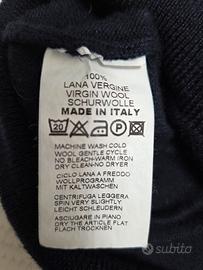 100%
LANA VERGINE
VIRGIN WOOL
SCHURWOLLE
MADE IN ITALY
20
P
MACHINE WASH COLD
WOOL GENTLE CYCLE
NO BLEACH-WARM IRON
DRY CLEAN-NO DRYER
CICLO LANA A FREDDO
WOLLPROGRAMM
MIT KALTWASCHEN
CENTRIFUGA LEGGERA
SPIN VERY SLIGHTLY
LEICHT SCHLEUDERN
ASCIUGARE IN PIANO
DRY THE ARTICLE FLAT
FLACH TROCKNEN
subito